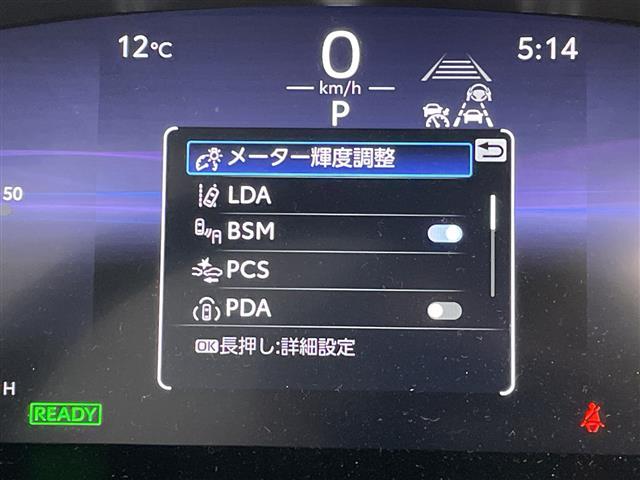 12℃
0
5:14
km/h
P
メーター輝度調整
50
LDA
BSM
PCS
PDA
OK長押し:詳細設定
H
READY